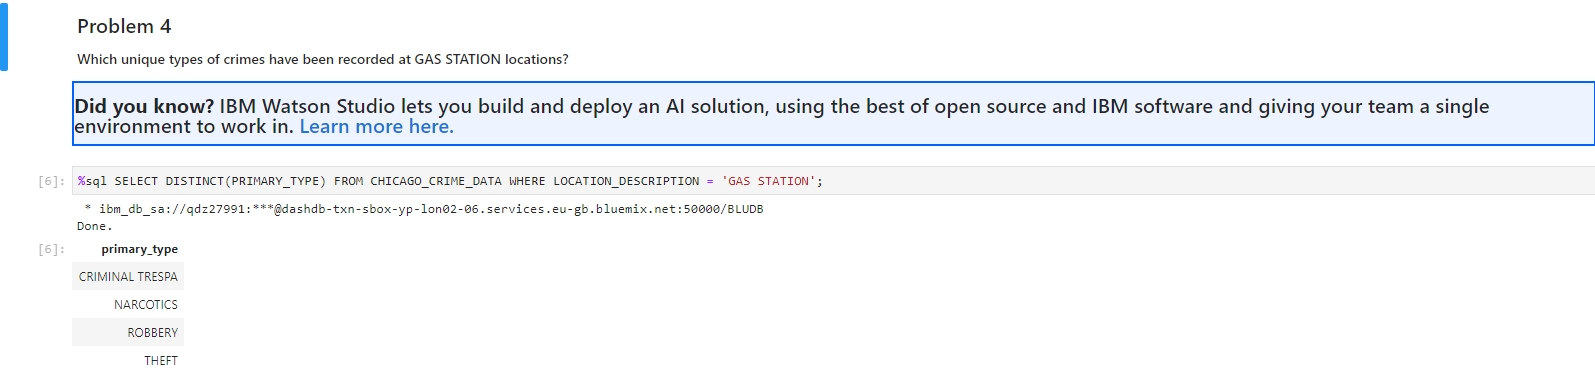 Problem 4
Which unique types of crimes have been recorded at GAS STATION locations?
Did you know? IBM Watson Studio lets you build and deploy an AI solution, using the best of open source and IBM software and giving your team a single
environment to work in. Learn more here.
[6]: %sql SELECT DISTINCT(PRIMARY_TYPE) FROM CHICAGO_CRIME_DATA WHERE LOCATION_DESCRIPTION = 'GAS STATION';
* ibm_db_sa://qdz27991:***@dashdb-txn-sbox-yp-lon02-06.services.eu-gb.bluemix.net:50000/BLUDB
Done.
[6]: primary_type
CRIMINAL TRESPA
NARCOTICS
ROBBERY
THEFT